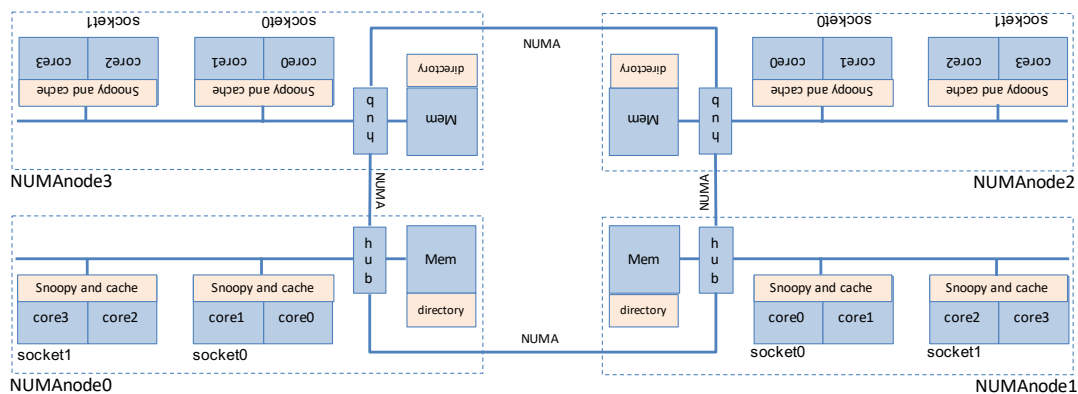 socket1
socket0
core3
core2
core1
core0
Snoopy and cache
Snoopy and cache
directory
hub
Mem
NUMAnode3
NUMA
socket0
socket1
directory
core0
core1
core2
core3
Snoopy and cache
Snoopy and cache
Mem
hub
NUMAnode2
NUMA
NUMA
hub
Mem
directory
Snoopy and cache
Snoopy and cache
core3
core2
core1
core0
socket1
socket0
NUMAnode0
NUMA
Mem
directory
hub
Snoopy and cache
Snoopy and cache
core0
core1
core2
core3
socket0
socket1
NUMAnode1